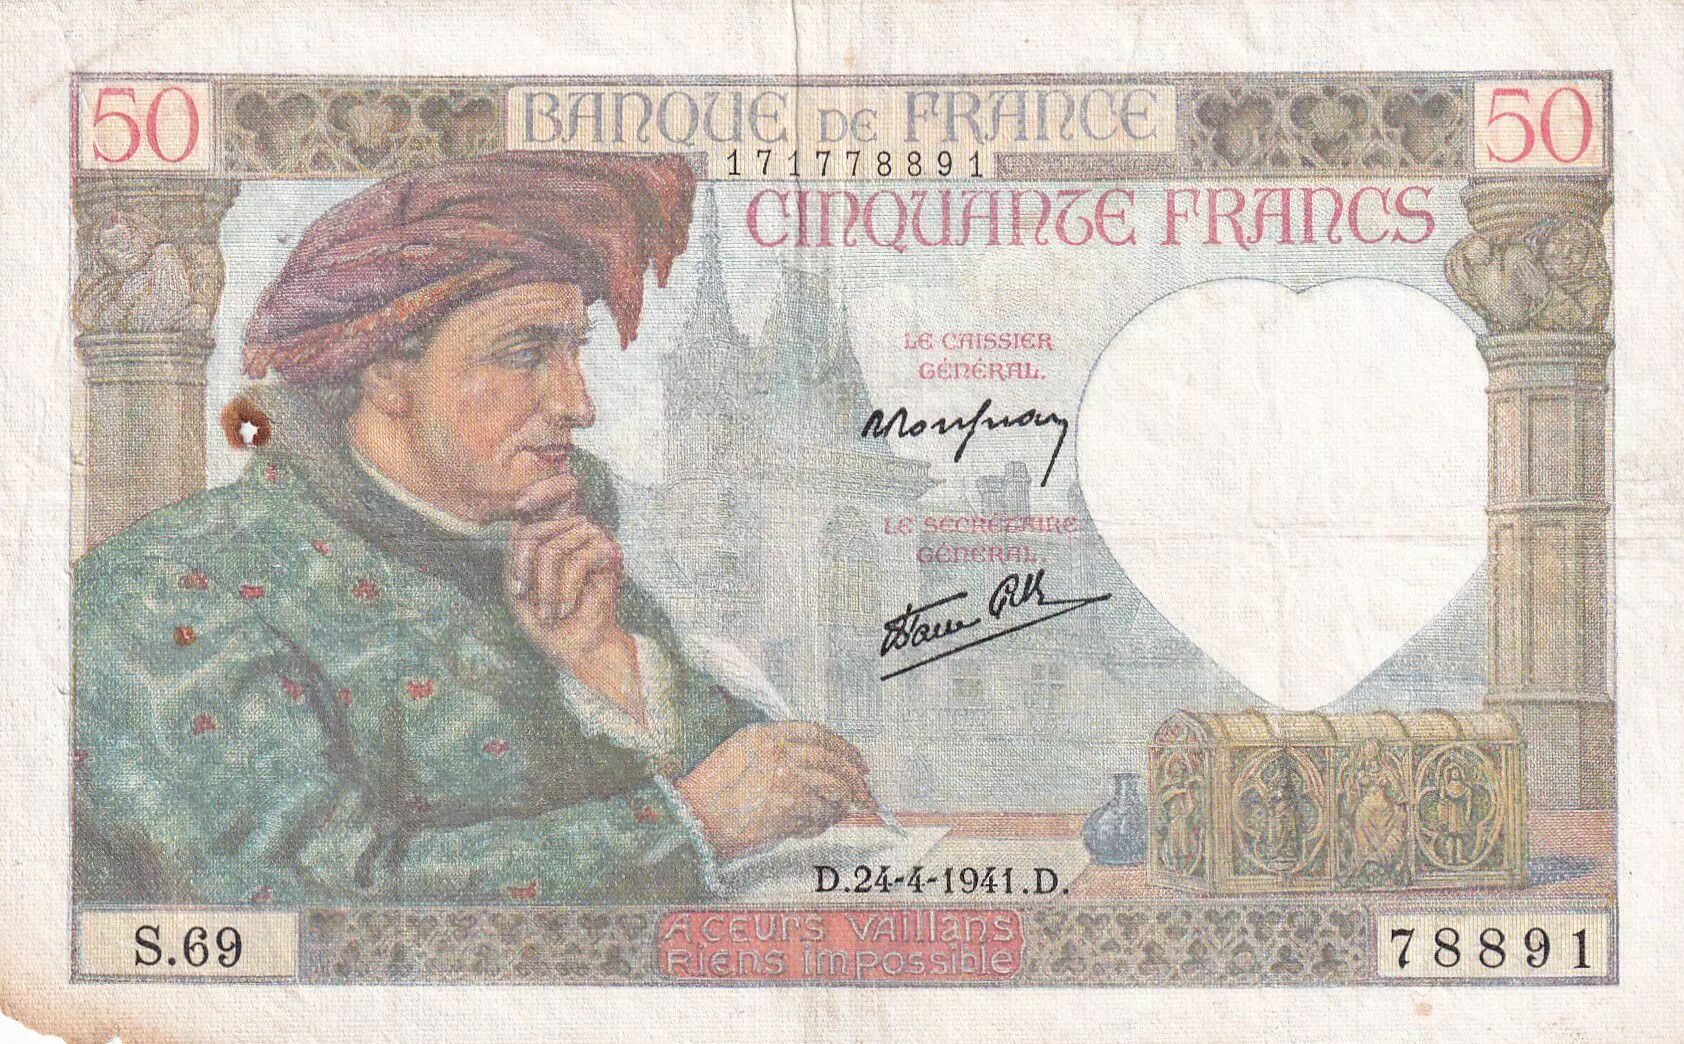 50 BANQUE DE FRANCE 50
171778891
CINQUANTE FRANCS
LE CAISSIER
GÉNÉRAL.
LE SECRÉTAIRE
GÉNÉRAL.
D.24-4-1941.D.
S.69
A CŒURS VAILLANS
RIENS IMPOSSIBLE
78891